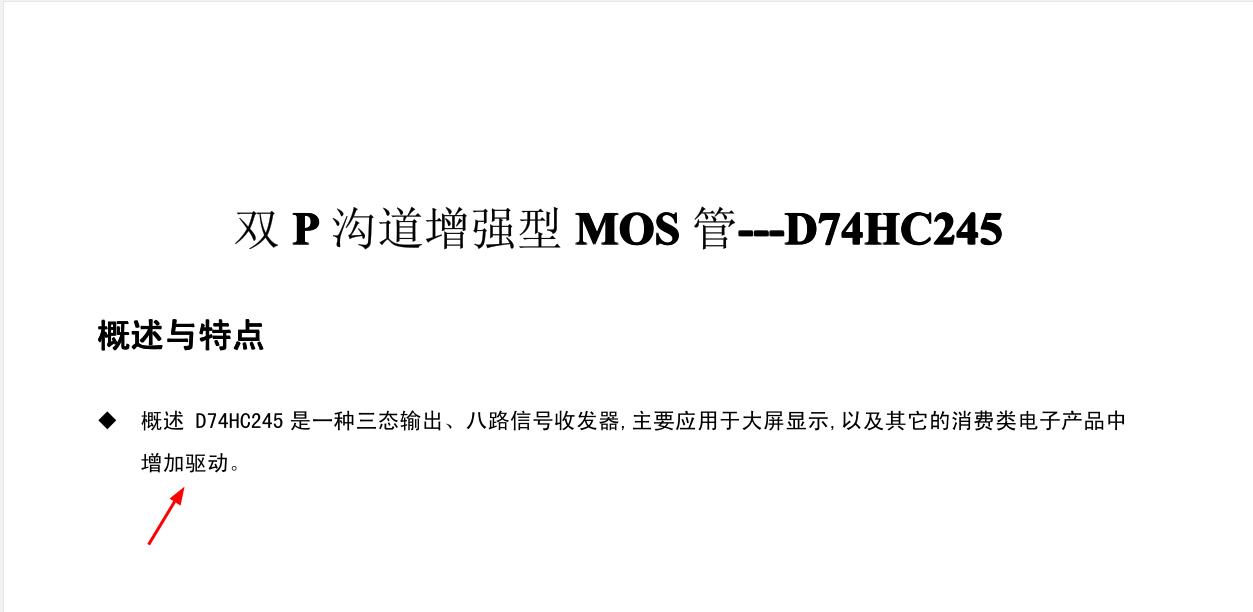 双 P 沟道增强型 MOS 管---D74HC245
概述与特点
◆ 概述 D74HC245 是一种三态输出、八路信号收发器,主要应用于大屏显示,以及其它的消费类电子产品中
增加驱动。